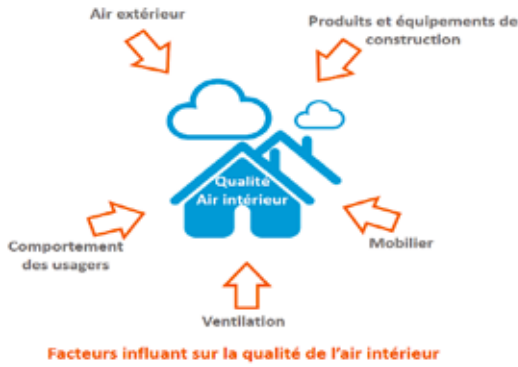 Air extérieur
Produits et équipements de
construction
Qualité
Air intérieur
Comportement
des usagers
Mobilier
Ventilation
Facteurs influant sur la qualité de l'air intérieur